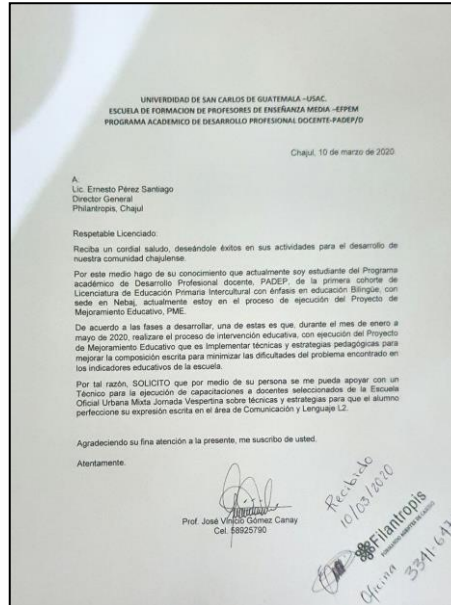 UNIVERDIDAD DE SAN CARLOS DE GUATEMALA –USAC.
ESCUELA DE FORMACION DE PROFESORES DE ENSEÑANZA MEDIA –EFPEM
PROGRAMA ACADEMICO DE DESARROLLO PROFESIONAL DOCENTE-PADEP/D
Chajul, 10 de marzo de 2020.
A.
Lic. Ernesto Pérez Santiago
Director General
Philantropis, Chajul
Respetable Licenciado:
Reciba un cordial saludo, deseándole éxitos en sus actividades para el desarrollo de
nuestra comunidad chajulense.
Por este medio hago de su conocimiento que actualmente soy estudiante del Programa
académico de Desarrollo Profesional docente, PADEP, de la primera cohorte de
Licenciatura de Educación Primaria Intercultural con énfasis en educación Bilingüe, con
sede en Nebaj, actualmente estoy en el proceso de ejecución del Proyecto de
Mejoramiento Educativo, PME.
De acuerdo a las fases a desarrollar, una de estas es que, durante el mes de enero a
mayo de 2020, realizare el proceso de intervención educativa, con ejecución del Proyecto
de Mejoramiento Educativo que es Implementar técnicas y estrategias pedagógicas para
mejorar la composición escrita para minimizar las dificultades del problema encontrado en
los indicadores educativos de la escuela.
Por tal razón, SOLICITO que por medio de su persona se me pueda apoyar con un
Técnico para la ejecución de capacitaciones a docentes seleccionados de la Escuela
Oficial Urbana Mixta Jornada Vespertina sobre técnicas y estrategias para que el alumno
perfeccione su expresión escrita en el área de Comunicación y Lenguaje L2.
Agradeciendo su fina atención a la presente, me suscribo de usted.
Atentamente.
Prof. José Vinicio Gómez Canay
Cel. 58925790
Recibido
10/03/2020
Filantropis
Oficina